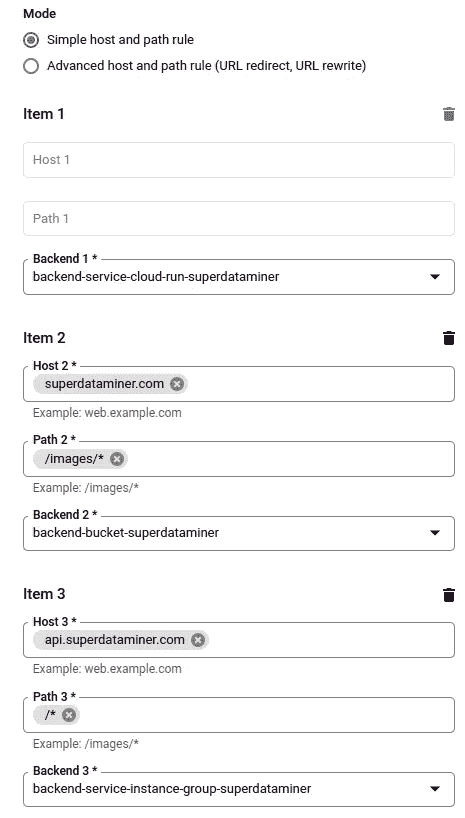 Mode
Simple host and path rule
Advanced host and path rule (URL redirect, URL rewrite)
Item 1
Host 1
Path 1
Backend 1 *
backend-service-cloud-run-superdataminer
Item 2
Host 2 *
superdataminer.com
Example: web.example.com
Path 2 *
/images/*
Example: /images/*
Backend 2 *
backend-bucket-superdataminer
Item 3
Host 3 *
api.superdataminer.com
Example: web.example.com
Path 3 *
/*
Example: /images/*
Backend 3 *
backend-service-instance-group-superdataminer